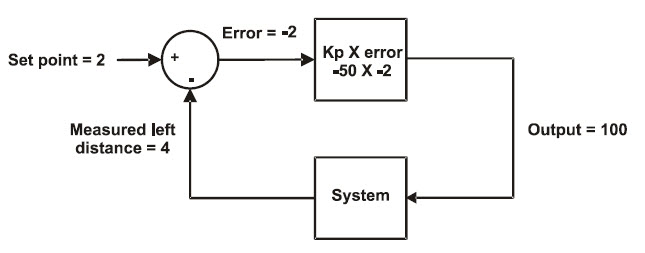 Error = -2
Set point = 2
+
-
Kp X error
-50 X -2
Measured left
distance = 4
Output = 100
System